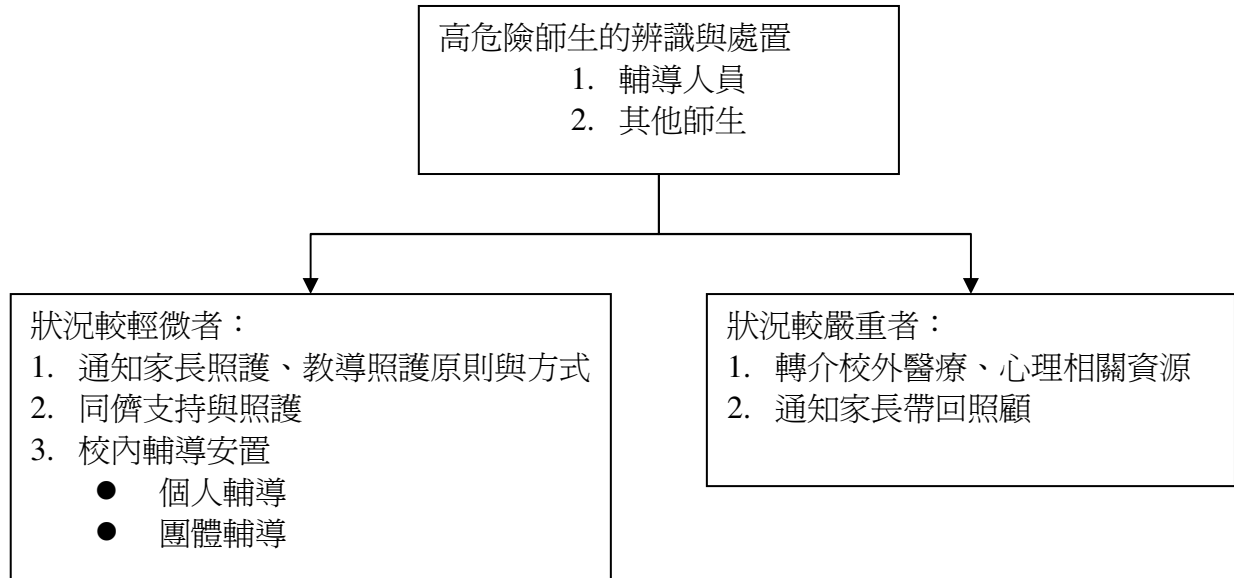 高危險師生的辨識與處置
1. 輔導人員
2. 其他師生
狀況較輕微者：
1. 通知家長照護、教導照護原則與方式
2. 同儕支持與照護
3. 校內輔導安置
● 個人輔導
● 團體輔導
狀況較嚴重者：
1. 轉介校外醫療、心理相關資源
2. 通知家長帶回照顧